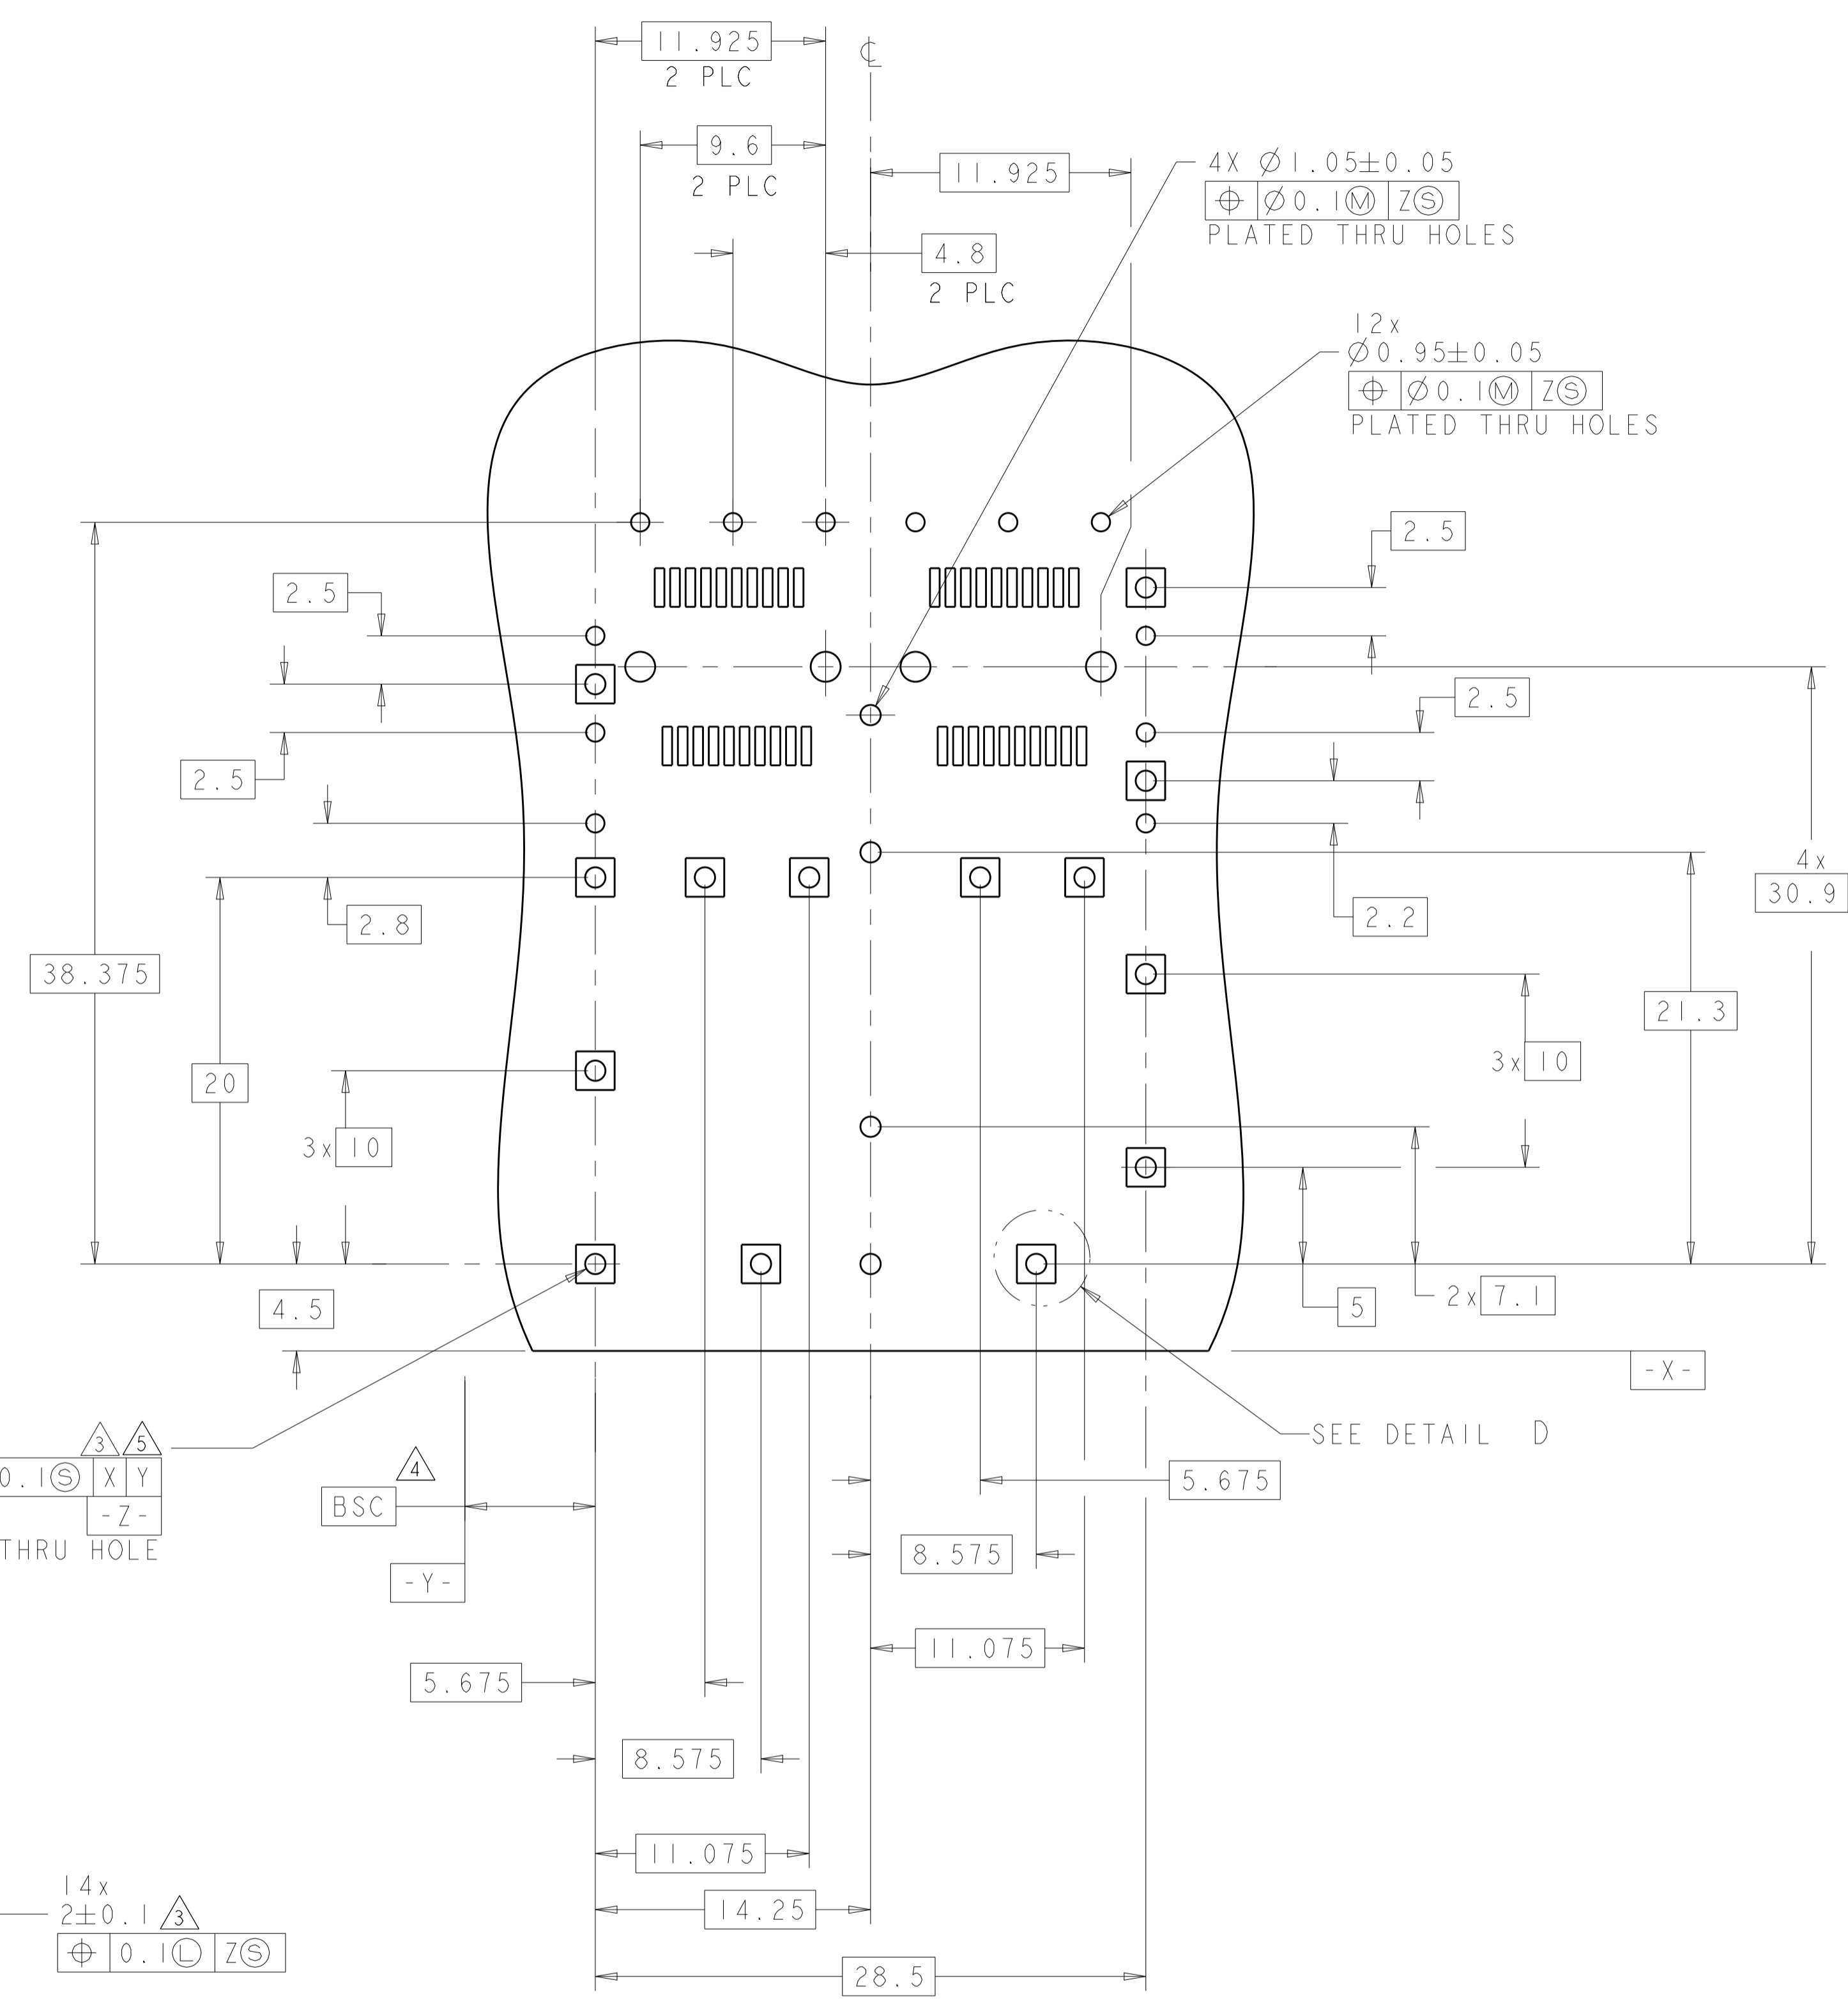 11.925
2 PLC
℄
9.6
2 PLC
11.925
4X Ø1.05±0.05
⌖ Ø0.1Ⓜ ZⓈ
PLATED THRU HOLES
4.8
2 PLC
12x
Ø0.95±0.05
⌖ Ø0.1Ⓜ ZⓈ
PLATED THRU HOLES
2.5
2.5
2.5
2.5
4x
30.9
2.8
2.2
38.375
21.3
20
3x 10
3x 10
4.5
5
2x 7.1
-X-
3 5
0.1Ⓢ X Y
-Z-
THRU HOLE
4
BSC
-Y-
SEE DETAIL D
5.675
8.575
11.075
5.675
8.575
11.075
14x
2±0.1 3
⌖ 0.1Ⓛ ZⓈ
14.25
28.5